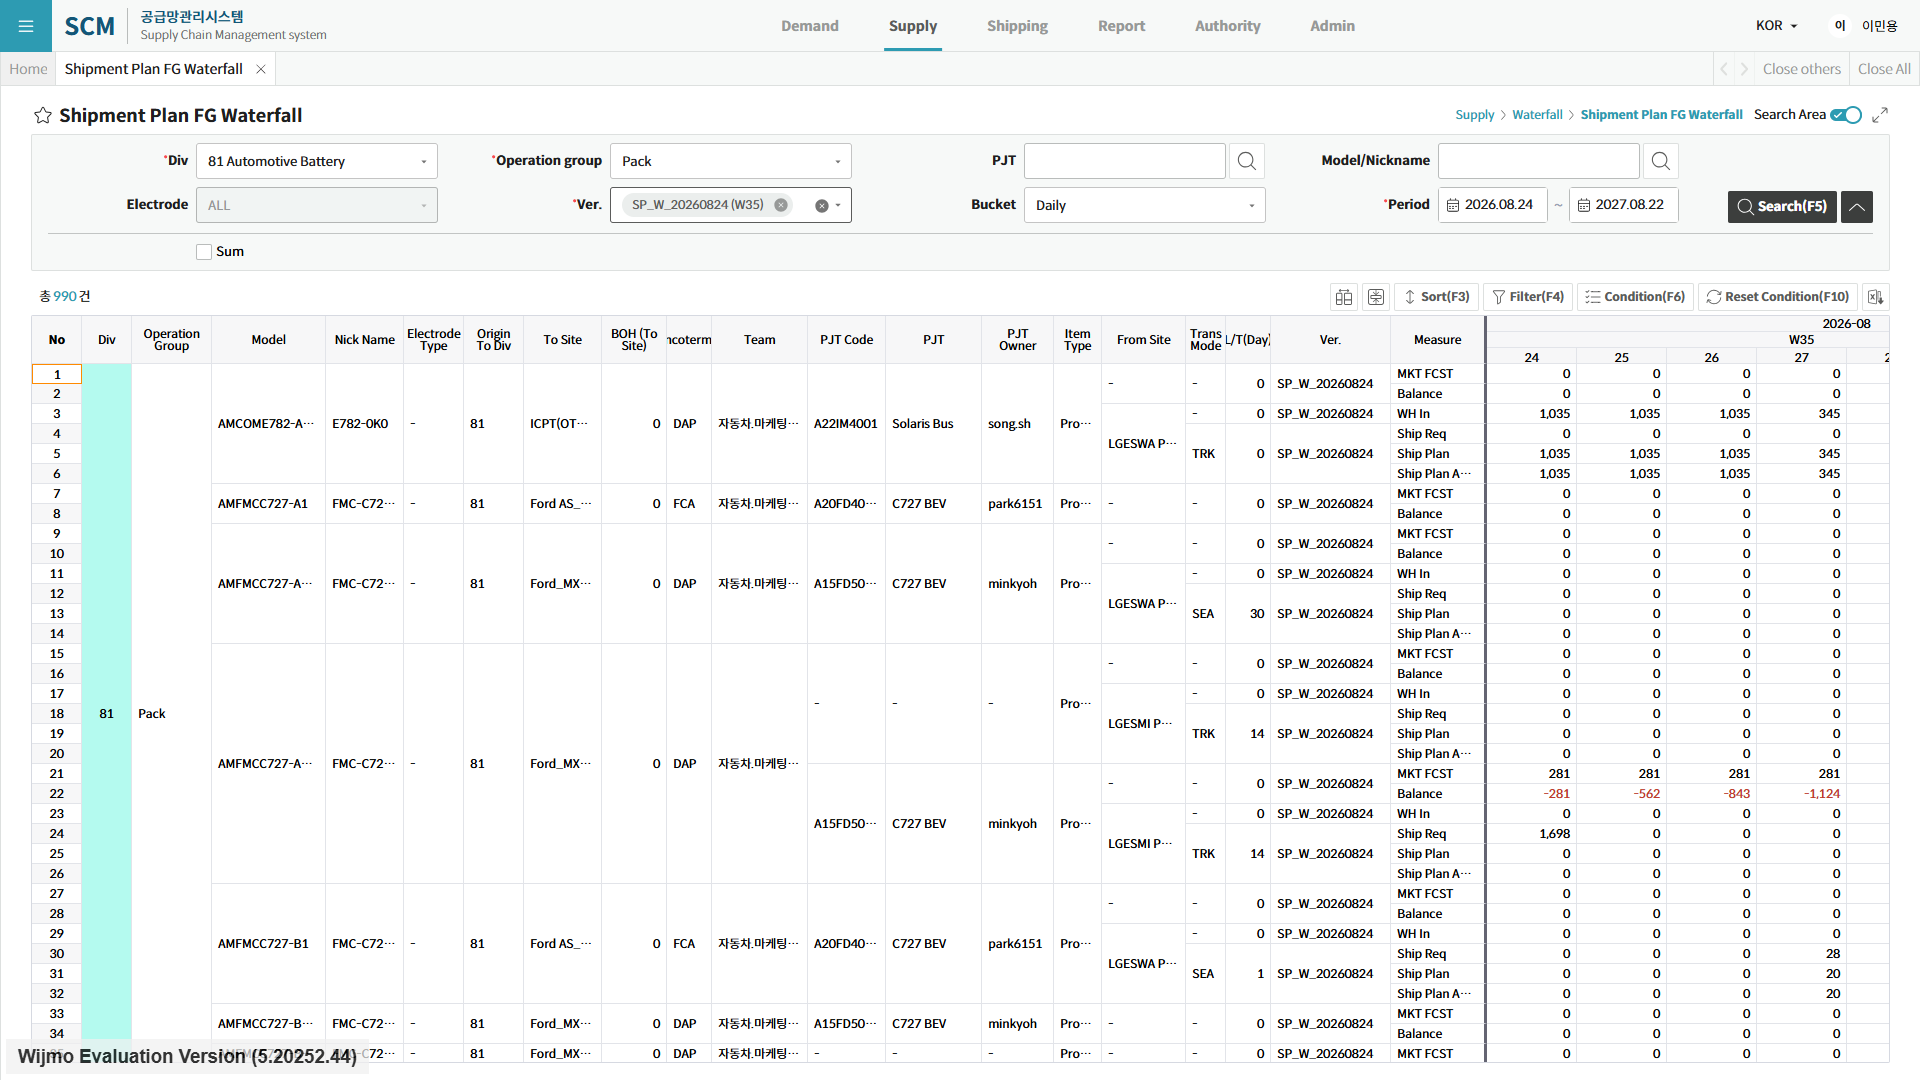 SCM 공급망관리시스템 Supply Chain Management system
Demand Supply Shipping Report Authority Admin
KOR 이 이민용
Home Shipment Plan FG Waterfall Close others Close All
Shipment Plan FG Waterfall
Supply > Waterfall > Shipment Plan FG Waterfall Search Area
*Div 81 Automotive Battery *Operation group Pack PJT Model/Nickname
Electrode ALL *Ver. SP_W_20260824 (W35) Bucket Daily *Period 2026.08.24 ~ 2027.08.22 Search(F5)
Sum
총 990 건
Sort(F3) Filter(F4) Condition(F6) Reset Condition(F10)
No Div Operation Group Model Nick Name Electrode Type Origin To Div To Site BOH (To Site) ncoterm Team PJT Code PJT PJT Owner Item Type From Site Trans Mode L/T(Day) Ver. Measure 2026-08
W35
24 25 26 27 2
1 - - 0 SP_W_20260824 MKT FCST 0 0 0 0
2 Balance 0 0 0 0
3 AMCOME782-A··· E782-0K0 - 81 ICPT(OT··· 0 DAP 자동차.마케팅··· A22IM4001 Solaris Bus song.sh Pro··· LGESWA P··· - 0 SP_W_20260824 WH In 1,035 1,035 1,035 345
4 Ship Req 0 0 0 0
5 TRK 0 SP_W_20260824 Ship Plan 1,035 1,035 1,035 345
6 Ship Plan A··· 1,035 1,035 1,035 345
7 AMFMCC727-A1 FMC-C72··· - 81 Ford AS_··· 0 FCA 자동차.마케팅··· A20FD40··· C727 BEV park6151 Pro··· - - 0 SP_W_20260824 MKT FCST 0 0 0 0
8 Balance 0 0 0 0
9 - - 0 SP_W_20260824 MKT FCST 0 0 0 0
10 Balance 0 0 0 0
11 AMFMCC727-A··· FMC-C72··· - 81 Ford_MX··· 0 DAP 자동차.마케팅··· A15FD50··· C727 BEV minkyoh Pro··· LGESWA P··· - 0 SP_W_20260824 WH In 0 0 0 0
12 Ship Req 0 0 0 0
13 SEA 30 SP_W_20260824 Ship Plan 0 0 0 0
14 Ship Plan A··· 0 0 0 0
15 - - 0 SP_W_20260824 MKT FCST 0 0 0 0
16 Balance 0 0 0 0
17 - - - Pro··· LGESMI P··· - 0 SP_W_20260824 WH In 0 0 0 0
18 81 Pack Ship Req 0 0 0 0
19 TRK 14 SP_W_20260824 Ship Plan 0 0 0 0
20 AMFMCC727-A··· FMC-C72··· - 81 Ford_MX··· 0 DAP 자동차.마케팅··· Ship Plan A··· 0 0 0 0
21 - - 0 SP_W_20260824 MKT FCST 281 281 281 281
22 Balance -281 -562 -843 -1,124
23 A15FD50··· C727 BEV minkyoh Pro··· LGESMI P··· - 0 SP_W_20260824 WH In 0 0 0 0
24 Ship Req 1,698 0 0 0
25 TRK 14 SP_W_20260824 Ship Plan 0 0 0 0
26 Ship Plan A··· 0 0 0 0
27 - - 0 SP_W_20260824 MKT FCST 0 0 0 0
28 Balance 0 0 0 0
29 AMFMCC727-B1 FMC-C72··· - 81 Ford AS_··· 0 FCA 자동차.마케팅··· A20FD40··· C727 BEV park6151 Pro··· LGESWA P··· - 0 SP_W_20260824 WH In 0 0 0 0
30 Ship Req 0 0 0 28
31 SEA 1 SP_W_20260824 Ship Plan 0 0 0 20
32 Ship Plan A··· 0 0 0 20
33 AMFMCC727-B··· FMC-C72··· - 81 Ford_MX··· 0 DAP 자동차.마케팅··· A15FD50··· C727 BEV minkyoh Pro··· - - 0 SP_W_20260824 MKT FCST 0 0 0 0
34 Balance 0 0 0 0
81 Ford_MX··· 0 DAP 자동차.마케팅··· - - - Pro··· - - 0 SP_W_20260824 MKT FCST 0 0 0 0
Wijmo Evaluation Version (5.20252.44)